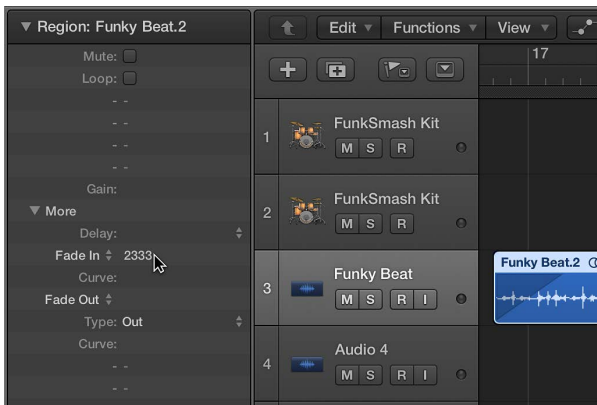 Region: Funky Beat.2
Mute:
Loop:
- -
- -
- -
- -
Gain:
More
Delay:
Fade In 2333
Curve:
Fade Out
Type: Out
Curve:
- -
- -
Edit Functions View
17
1 FunkSmash Kit
M S R
2 FunkSmash Kit
M S R
3 Funky Beat
M S R I
4 Audio 4
M S R I
Funky Beat.2